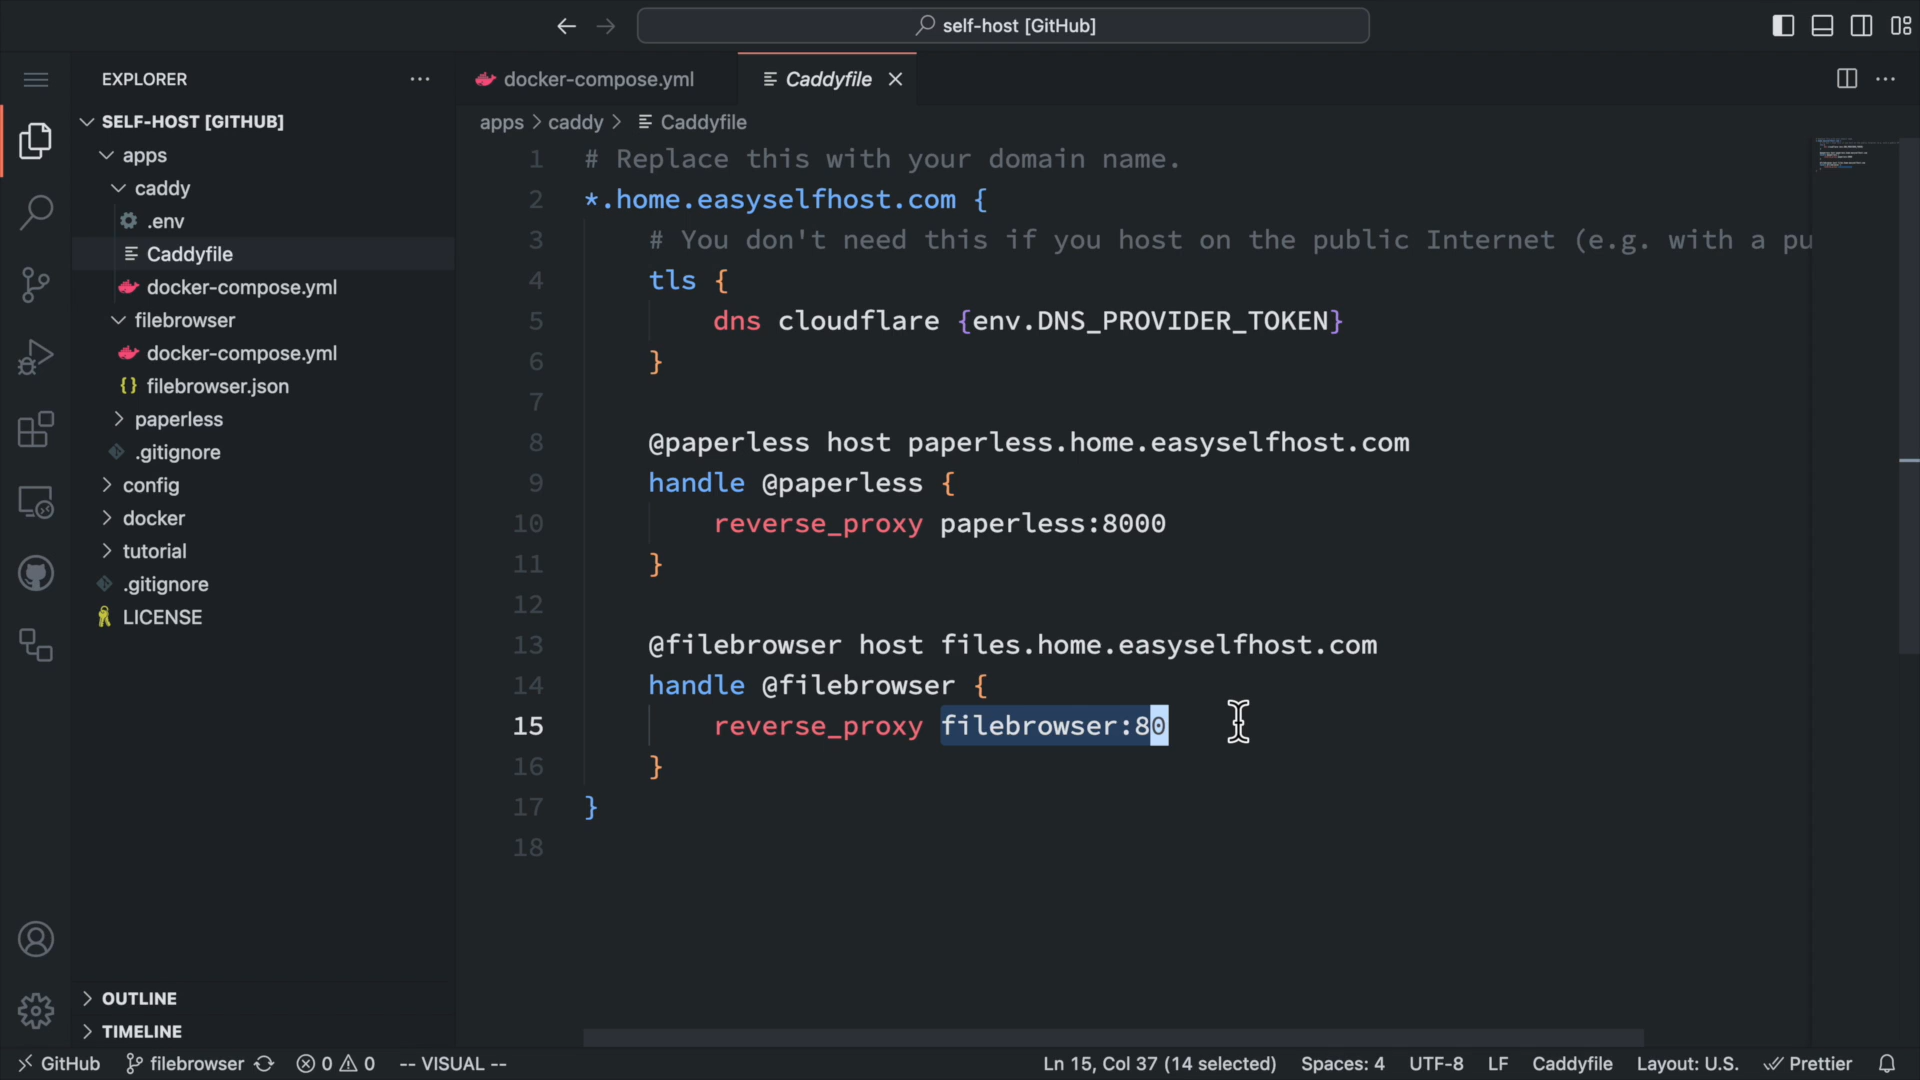 self-host [GitHub]
EXPLORER
SELF-HOST [GITHUB]
apps
caddy
.env
Caddyfile
docker-compose.yml
filebrowser
docker-compose.yml
filebrowser.json
paperless
.gitignore
config
docker
tutorial
.gitignore
LICENSE
OUTLINE
TIMELINE
docker-compose.yml
Caddyfile
apps > caddy > Caddyfile
1 # Replace this with your domain name.
2 *.home.easyselfhost.com {
3 # You don't need this if you host on the public Internet (e.g. with a pu
4 tls {
5 dns cloudflare {env.DNS_PROVIDER_TOKEN}
6 }
7
8 @paperless host paperless.home.easyselfhost.com
9 handle @paperless {
10 reverse_proxy paperless:8000
11 }
12
13 @filebrowser host files.home.easyselfhost.com
14 handle @filebrowser {
15 reverse_proxy filebrowser:80
16 }
17 }
18
GitHub filebrowser 0 0 -- VISUAL -- Ln 15, Col 37 (14 selected) Spaces: 4 UTF-8 LF Caddyfile Layout: U.S. Prettier